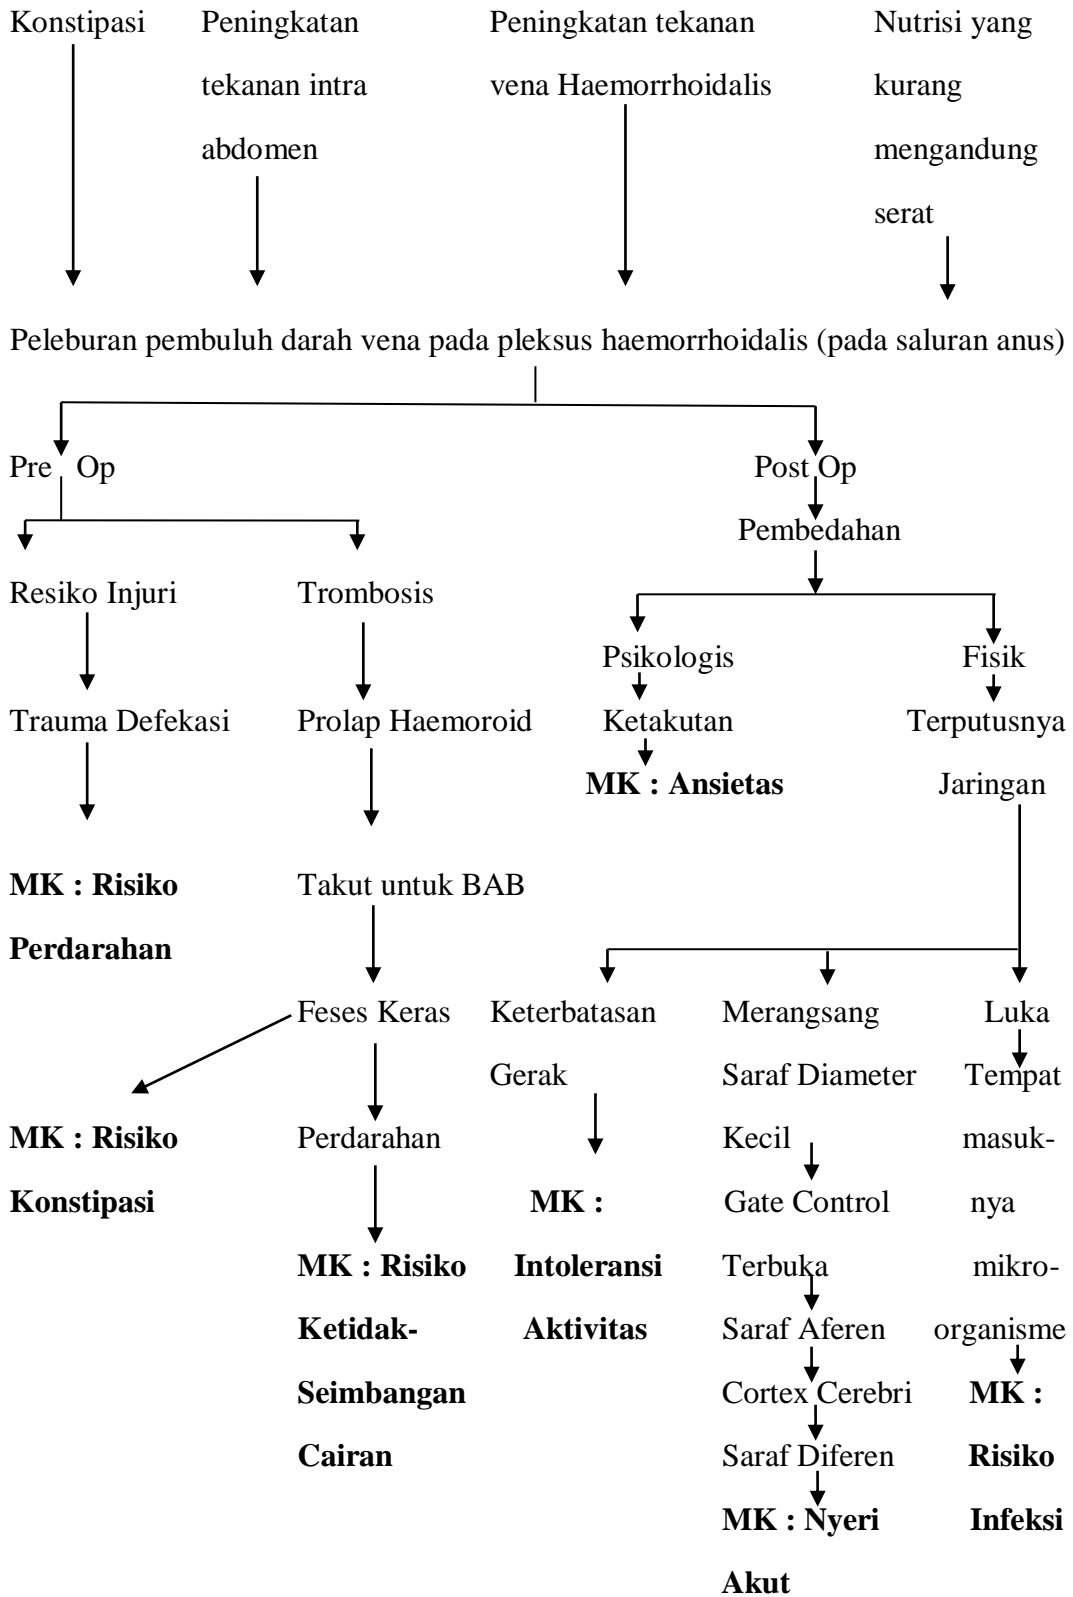 Konstipasi
Peningkatan
tekanan intra
abdomen
Peningkatan tekanan
vena Haemorrhoidalis
Nutrisi yang
kurang
mengandung
serat
Peleburan pembuluh darah vena pada pleksus haemorrhoidalis (pada saluran anus)
Pre Op
Post Op
Pembedahan
Resiko Injuri
Trombosis
Psikologis
Fisik
Trauma Defekasi
Prolap Haemoroid
Ketakutan
Terputusnya
Jaringan
MK : Ansietas
MK : Risiko
Perdarahan
Takut untuk BAB
Feses Keras
MK : Risiko
Konstipasi
Perdarahan
MK : Risiko
Ketidak-
Seimbangan
Cairan
Keterbatasan
Gerak
MK :
Intoleransi
Aktivitas
Merangsang
Saraf Diameter
Kecil
Gate Control
Terbuka
Saraf Aferen
Cortex Cerebri
Saraf Diferen
MK : Nyeri
Akut
Luka
Tempat
masuk-
nya
mikro-
organisme
MK :
Risiko
Infeksi